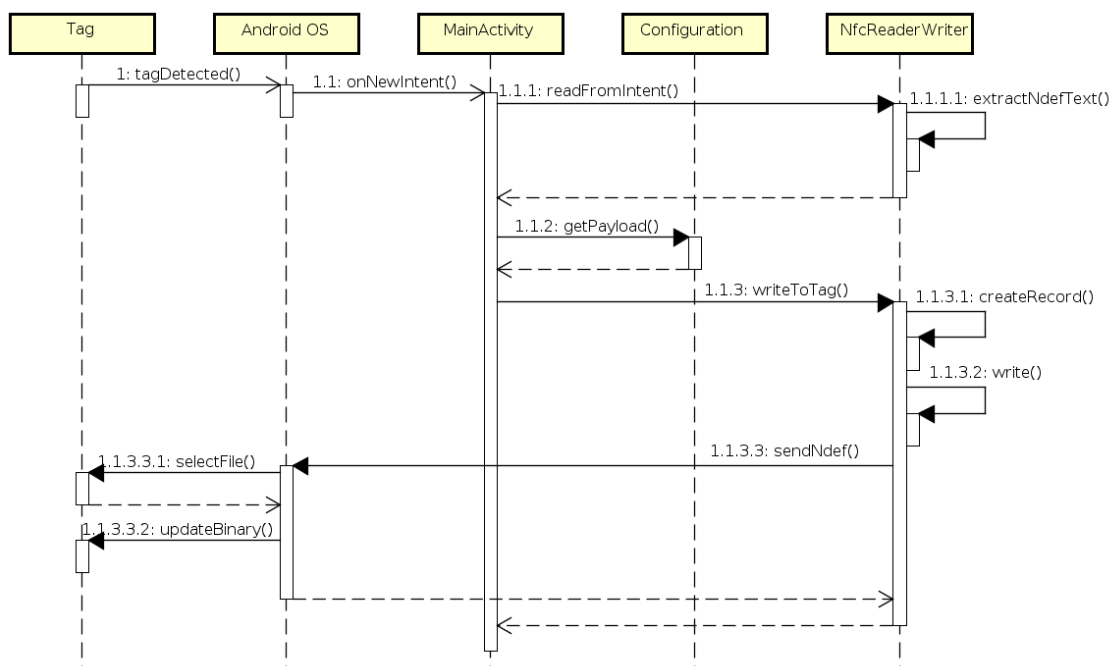 Tag
Android OS
MainActivity
Configuration
NfcReaderWriter
1: tagDetected()
1.1: onNewIntent()
1.1.1: readFromIntent()
1.1.1.1: extractNdefText()
1.1.2: getPayload()
1.1.3: writeToTag()
1.1.3.1: createRecord()
1.1.3.2: write()
1.1.3.3: sendNdef()
1.1.3.3.1: selectFile()
1.1.3.3.2: updateBinary()